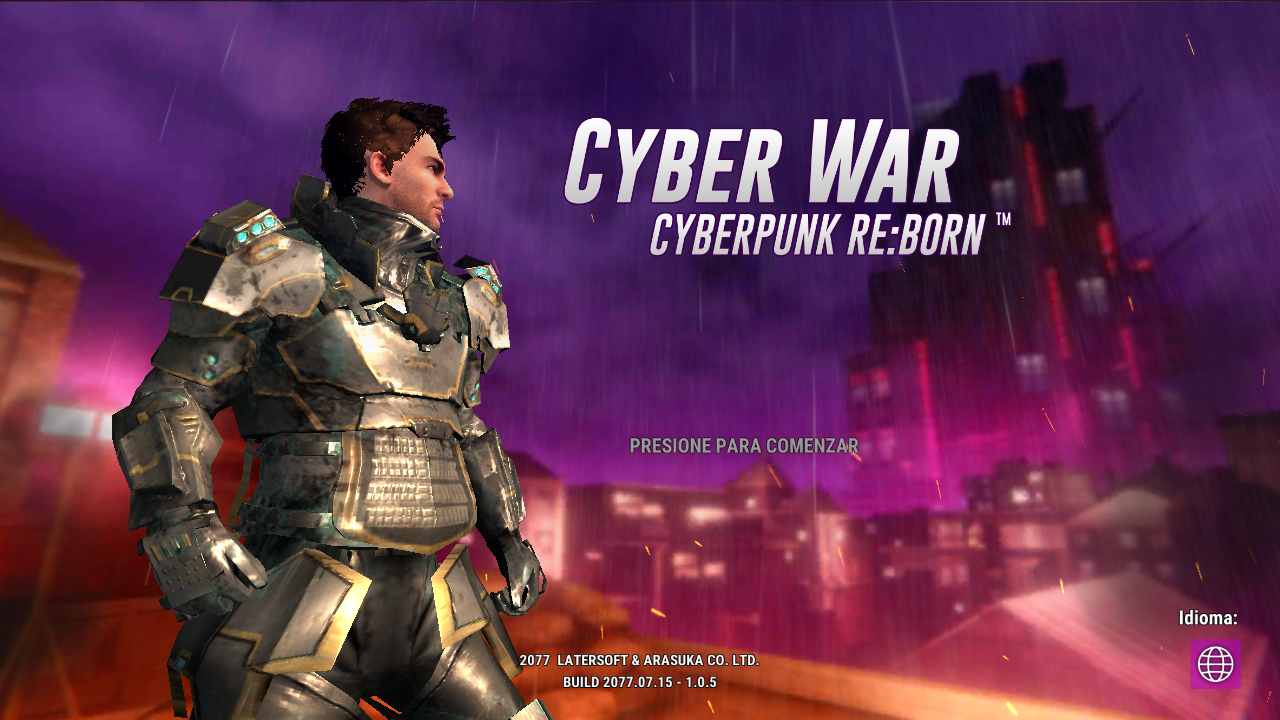 CYBER WAR
CYBERPUNK RE:BORN ™
PRESIONE PARA COMENZAR
Idioma:
2077 LATERSOFT & ARASUKA CO. LTD.
BUILD 2077.07.15 - 1.0.5